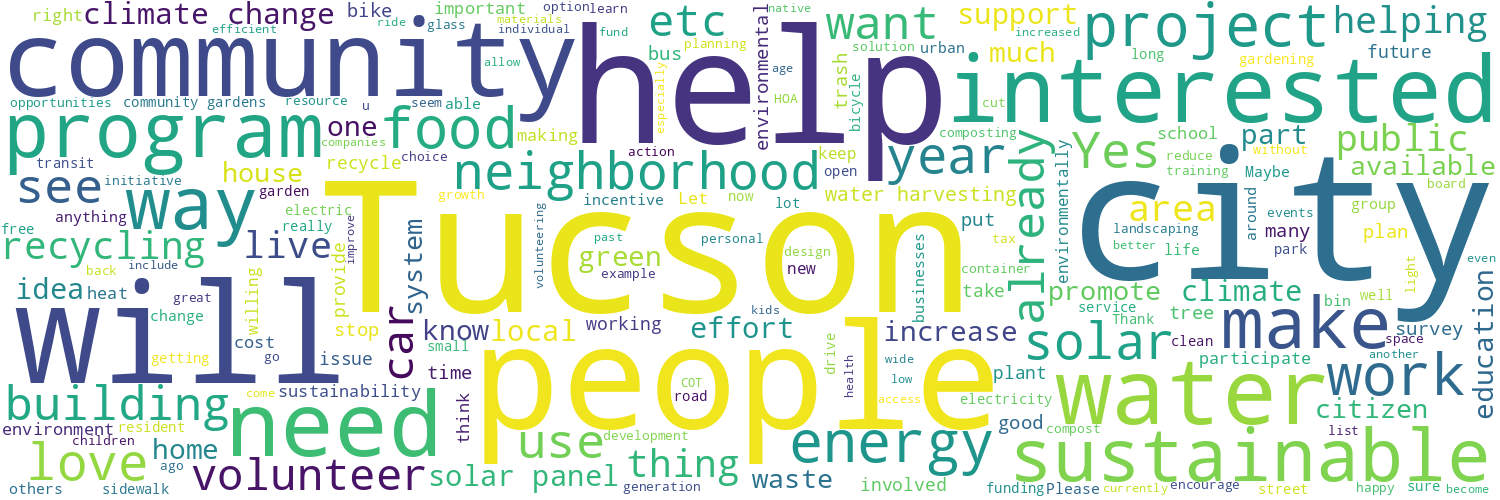 right climate change bike important option learn etc want native support project helping
efficient ride glass materials individual bus fund planning environmental solution urban much increased long future
community help interested gardening
allow especially age HOA trash bicycle cut
opportunities community gardens resource u seem able
program one food making companies action composting Yes school part public
transit initiative house recycle choice neighborhood keep open year already reduce training without Maybe available
see way garden electric incentive Let now lot water harvesting environmentally area board group
anything growth personal put around events many plan
free really Tucson city landscaping better life park
recycling live improve volunteering past design green example new businesses tax container take
back include provide system kids promote climate even light
idea heat great change willing stop car know local working effort increase service Thank tree bin well
will cost go issue small solar make survey space education
getting time people drive health wide low plant clean participate another
come sustainability COT road access electricity water work
building need think use development energy good compost citizen list
environment resident children
love home ago volunteer solar panel thing waste involved sustainable
others sidewalk generation funding Please currently encourage street happy sure become